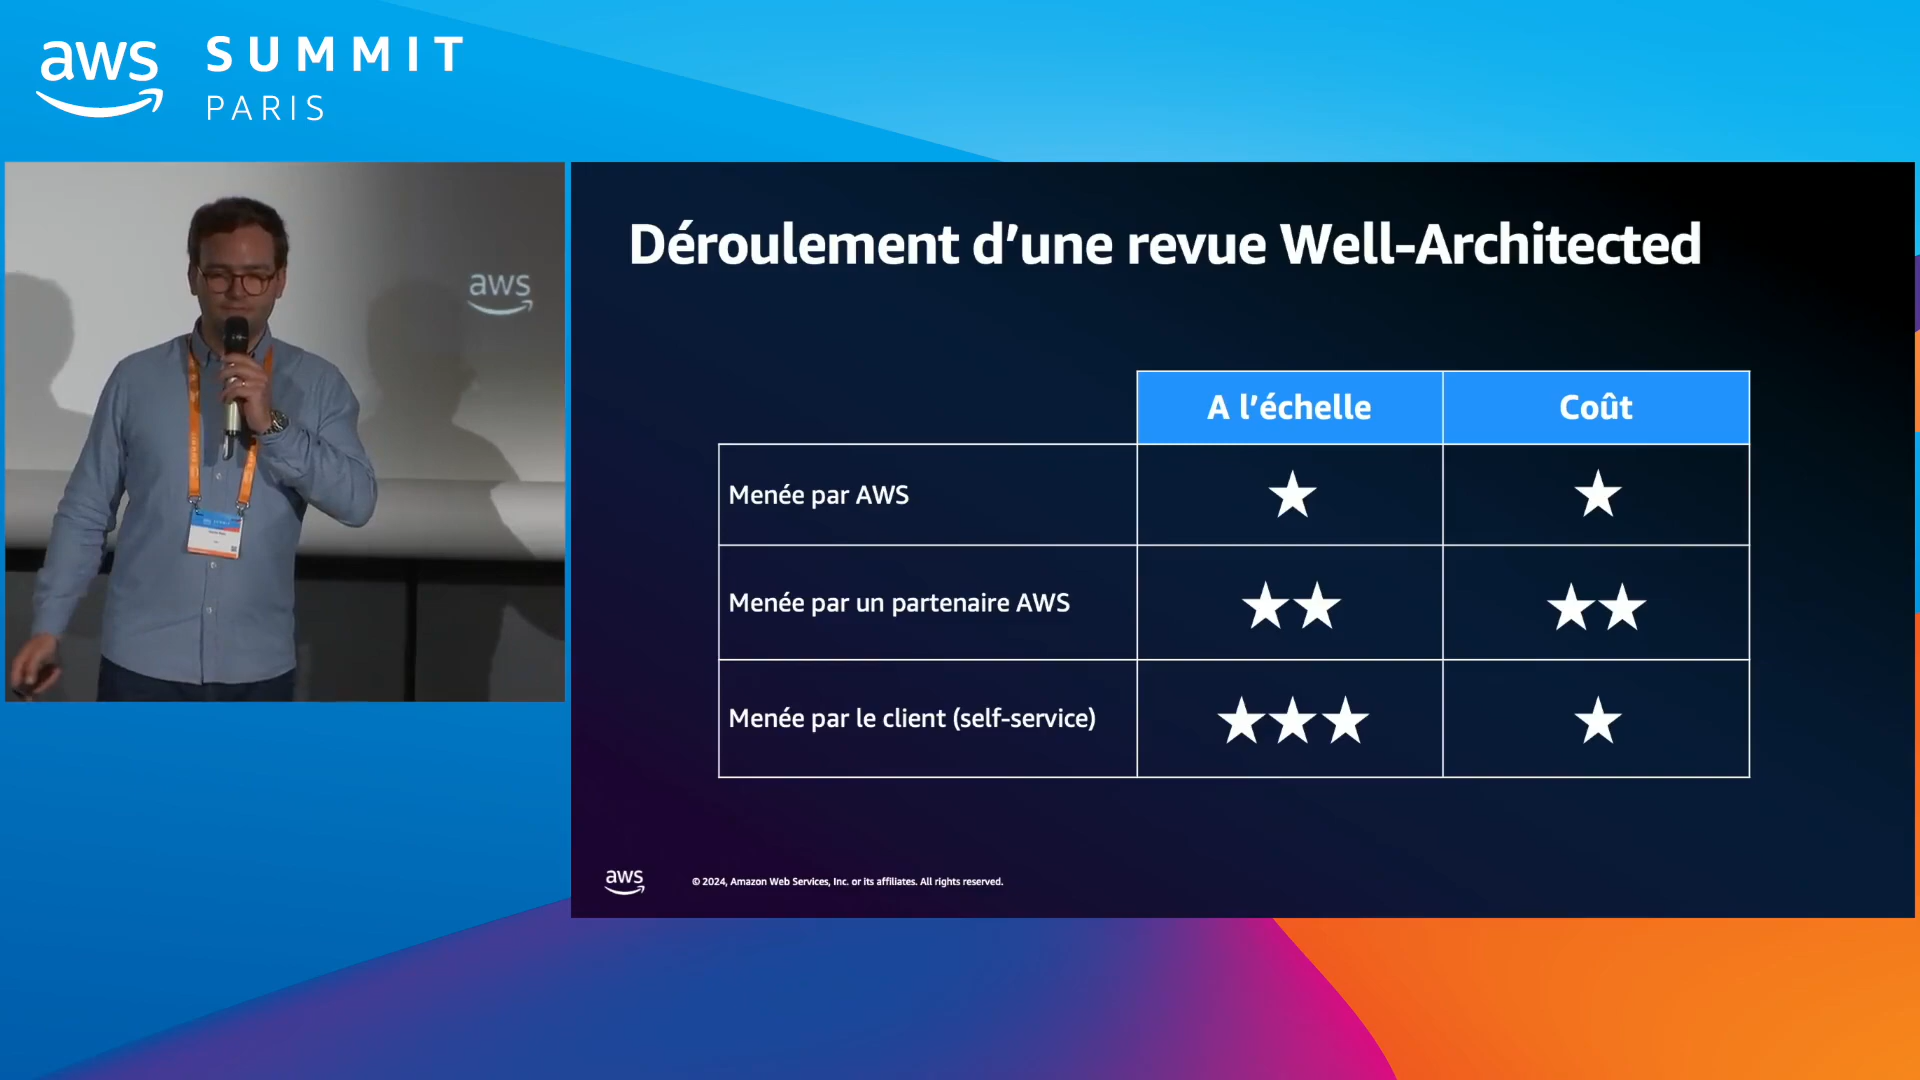 aws SUMMIT
PARIS
aws
Déroulement d’une revue Well-Architected
A l’échelle Coût
Menée par AWS ★ ★
Menée par un partenaire AWS ★★ ★★
Menée par le client (self-service) ★★★ ★
aws © 2024, Amazon Web Services, Inc. or its affiliates. All rights reserved.